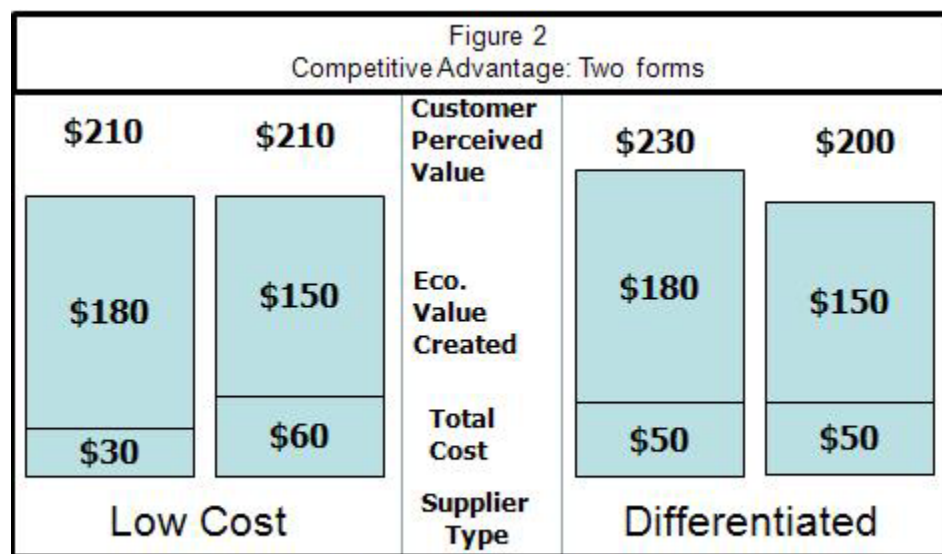 Figure 2
Competitive Advantage: Two forms
$210
$210
Customer
Perceived
Value
$230
$200
$180
$150
Eco.
Value
Created
$180
$150
$30
$60
Total
Cost
$50
$50
Low Cost
Supplier
Type
Differentiated